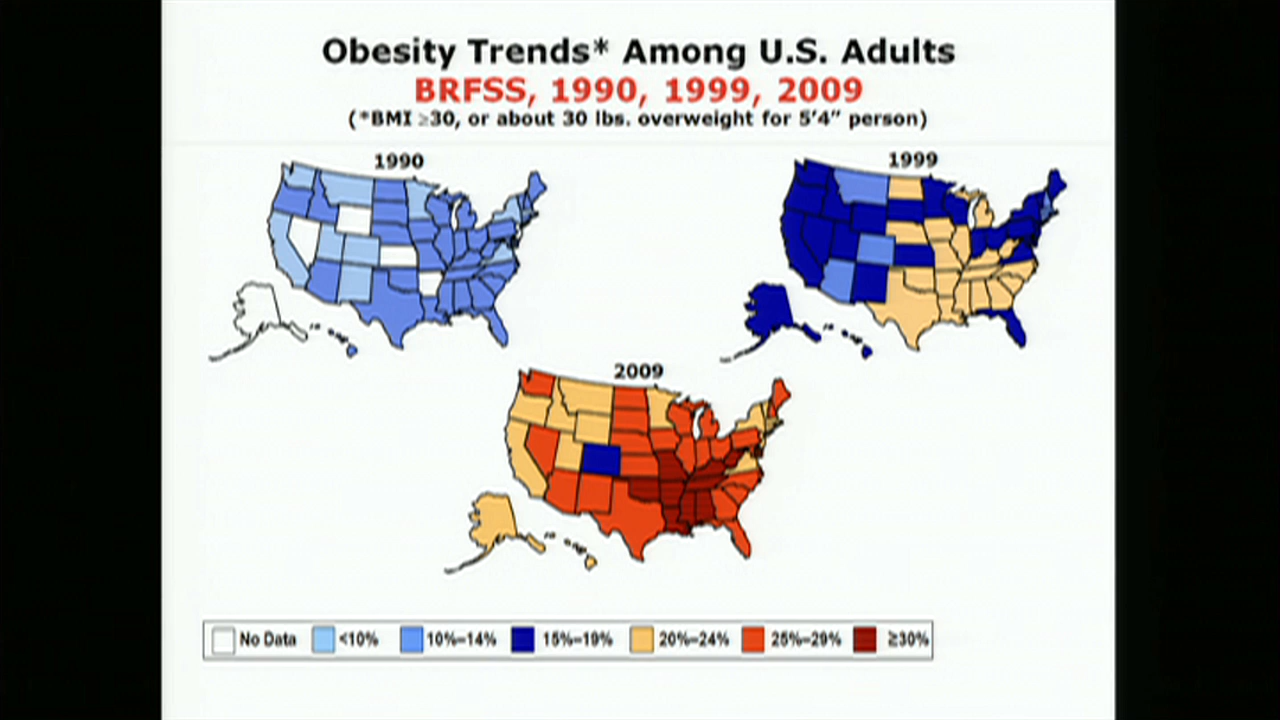 Obesity Trends* Among U.S. Adults
BRFSS, 1990, 1999, 2009
(*BMI ≥30, or about 30 lbs. overweight for 5’4” person)
1990
1999
2009
No Data <10% 10%–14% 15%–19% 20%–24% 25%–29% ≥30%